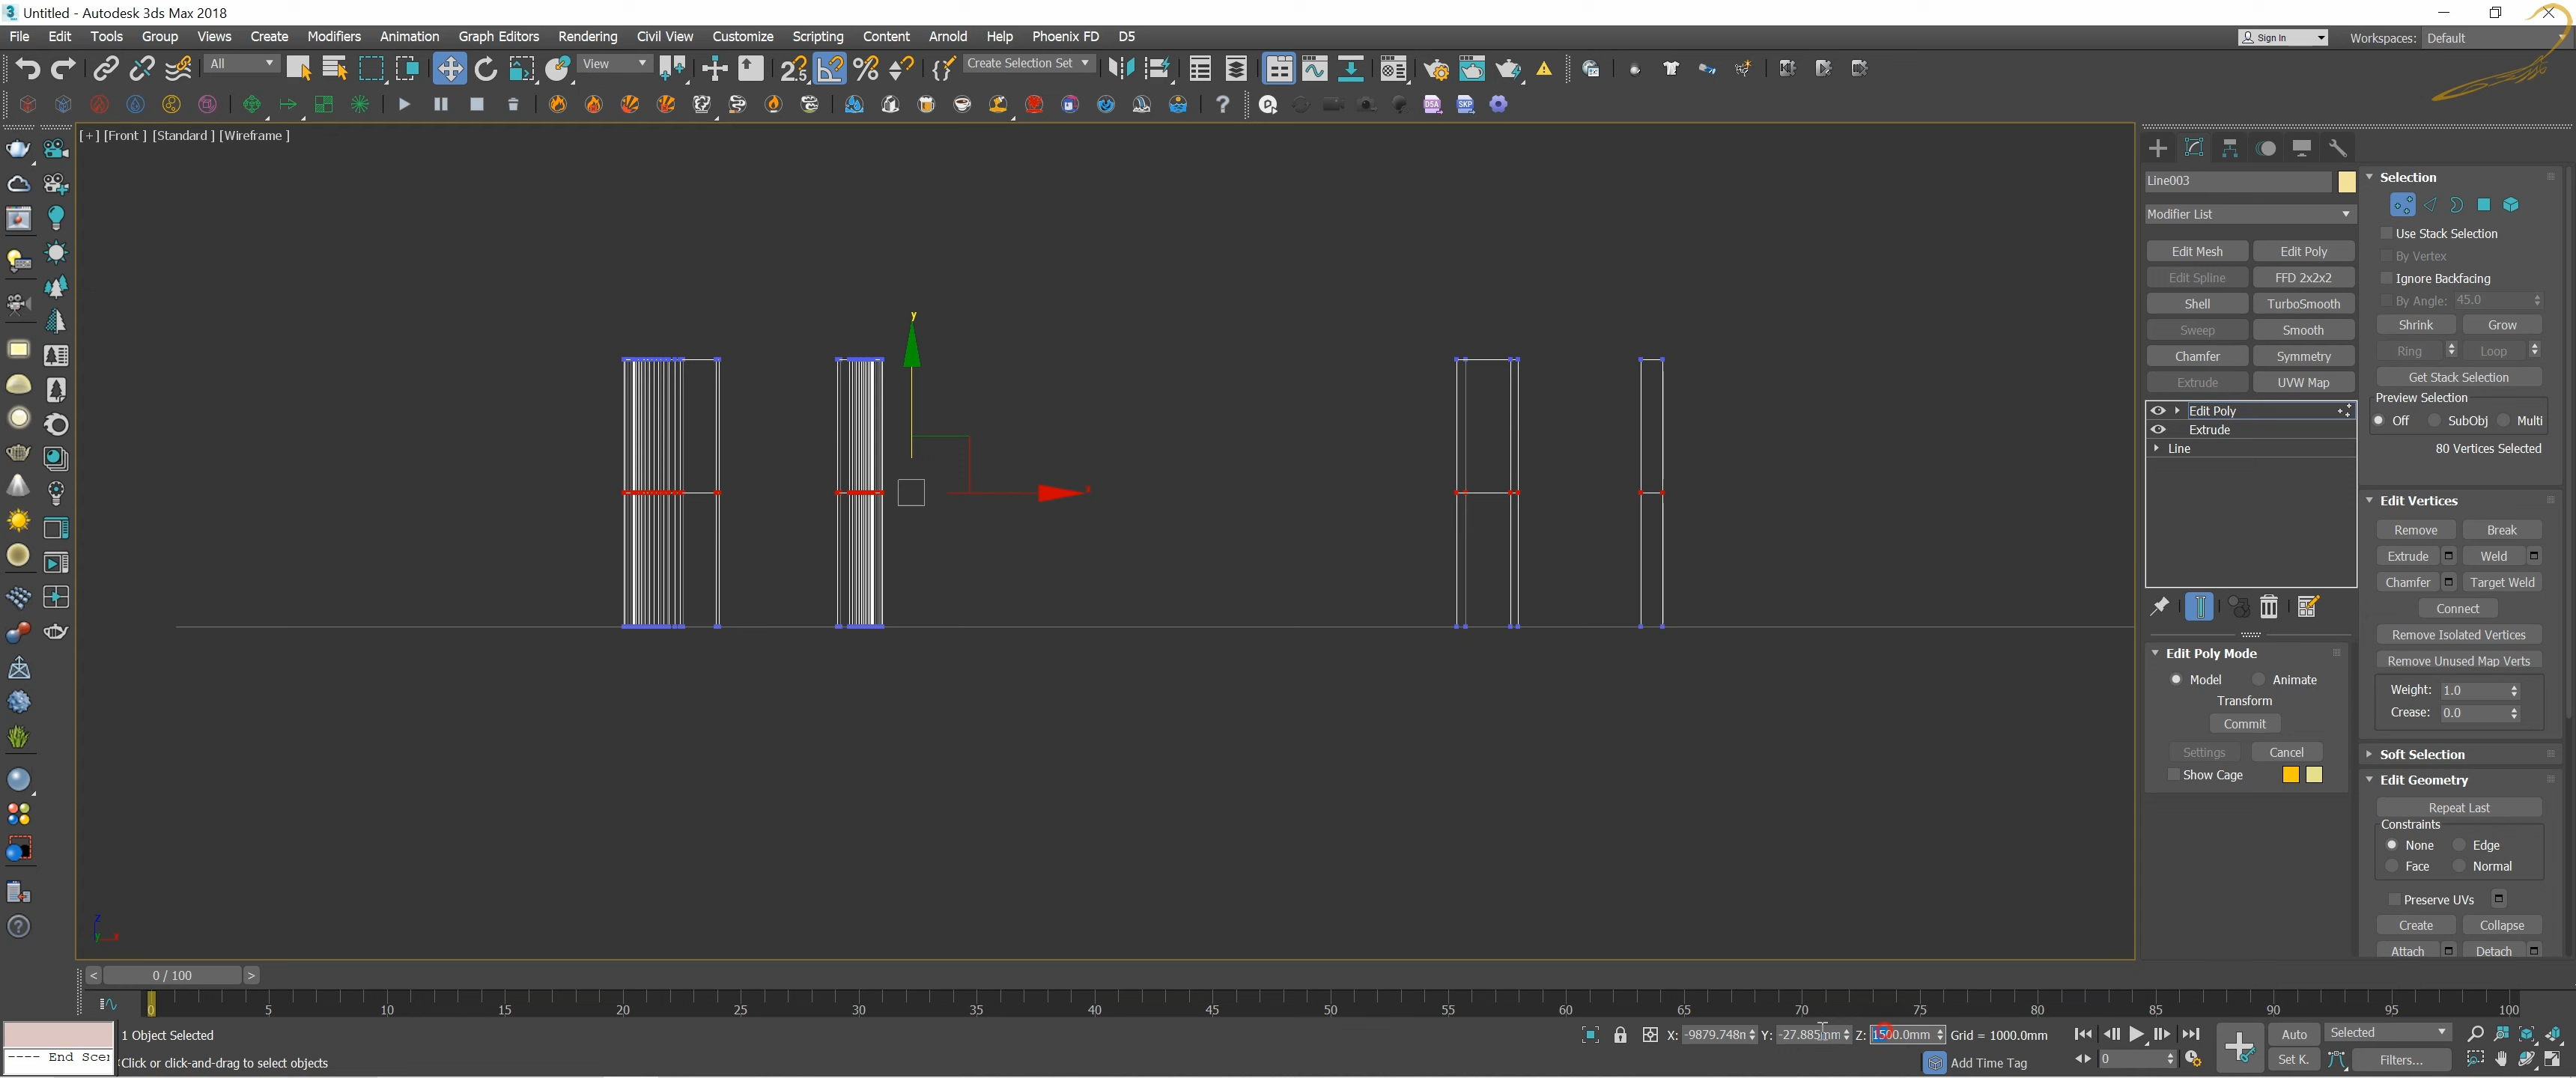 Untitled - Autodesk 3ds Max 2018
File Edit Tools Group Views Create Modifiers Animation Graph Editors Rendering Civil View Customize Scripting Content Arnold Help Phoenix FD D5
Sign In Workspaces: Default
All View Create Selection Set
[+] [Front ] [Standard ] [Wireframe ]
Line003
Modifier List
Edit Mesh Edit Poly
Edit Spline FFD 2x2x2
Shell TurboSmooth
Sweep Smooth
Chamfer Symmetry
Extrude UVW Map
Edit Poly
Extrude
Line
Edit Poly Mode
Model Animate
Transform
Commit
Settings Cancel
Show Cage
Selection
Use Stack Selection
By Vertex
Ignore Backfacing
By Angle: 45.0
Shrink Grow
Ring Loop
Get Stack Selection
Preview Selection
Off SubObj Multi
80 Vertices Selected
Edit Vertices
Remove Break
Extrude Weld
Chamfer Target Weld
Connect
Remove Isolated Vertices
Remove Unused Map Verts
Weight: 1.0
Crease: 0.0
Soft Selection
Edit Geometry
Repeat Last
Constraints
None Edge
Face Normal
Preserve UVs
Create Collapse
Attach Detach
y
x
z
y x
< 0 / 100 >
0 5 10 15 20 25 30 35 40 45 50 55 60 65 70 75 80 85 90 95 100
1 Object Selected
X: -9879.748n Y: -27.885mm Z: 1500.0mm Grid = 1000.0mm
Auto Selected
---- End Scer
Click or click-and-drag to select objects
Add Time Tag
0
Set K. Filters...